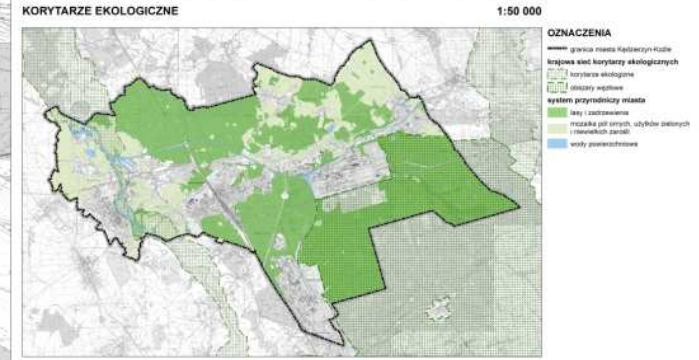 KORYTARZE EKOLOGICZNE
1:50 000
OZNACZENIA
granica miasta Kędzierzyn-Koźle
krajowa sieć korytarzy ekologicznych
korytarze ekologiczne
obszary węzłowe
system przyrodniczy miasta
lasy i zadrzewienia
mozaika pól ornych, użytków zielonych
i niewielkich zarośli
wody powierzchniowe